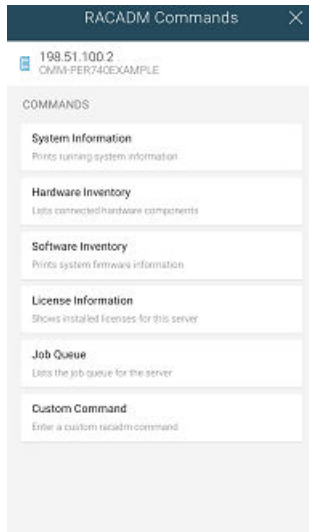 RACADM Commands
198.51.100.2
OMM-PER740EXAMPLE
COMMANDS
System Information
Prints running system information
Hardware Inventory
Lists connected hardware components
Software Inventory
Prints system firmware information
License Information
Shows installed licenses for this server
Job Queue
Lists the job queue for the server
Custom Command
Enter a custom racadm command